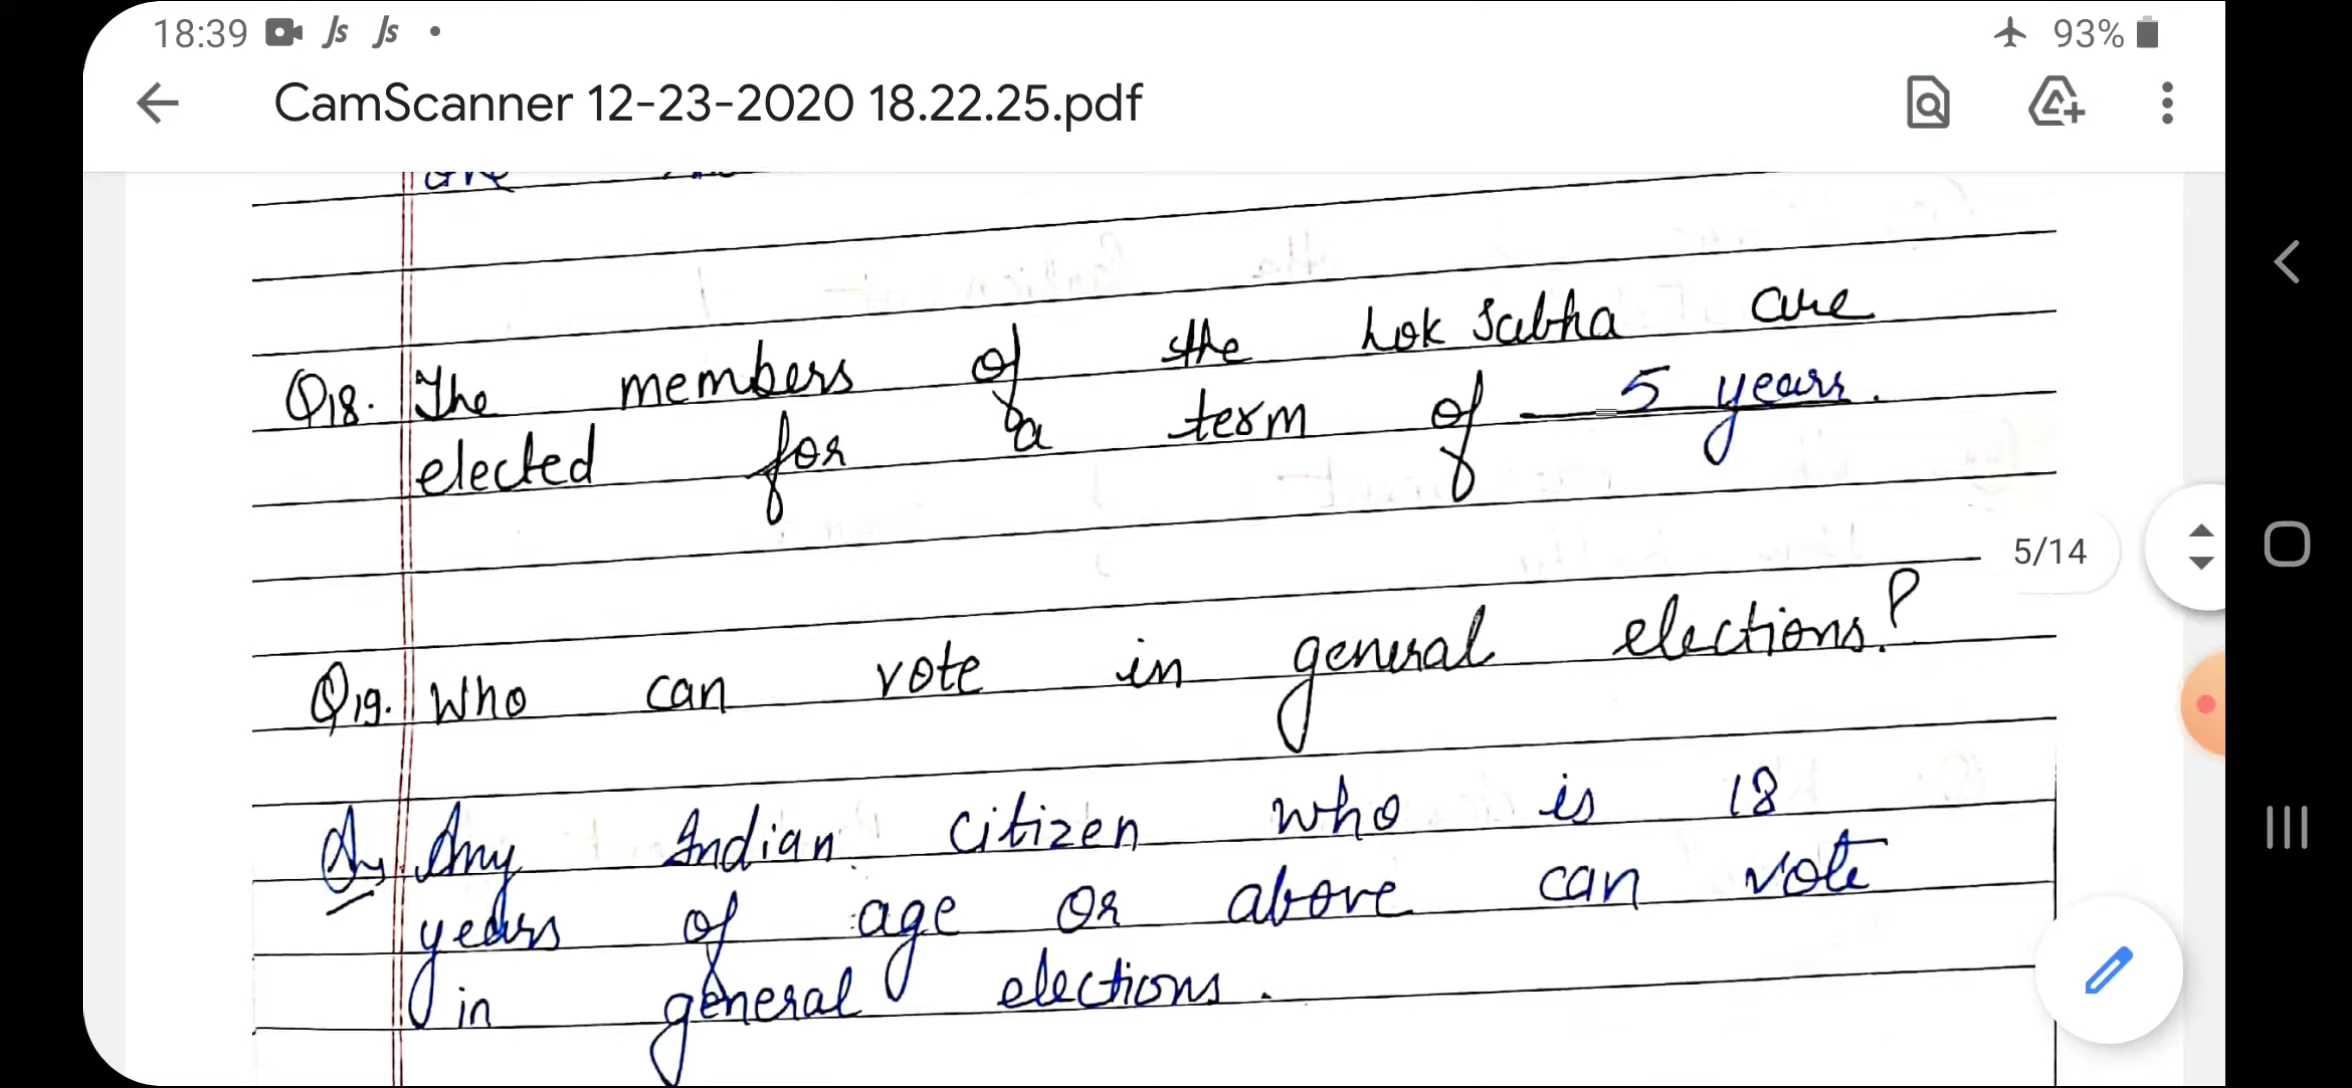 18:39 Js Js • 93%
CamScanner 12-23-2020 18.22.25.pdf
Q18. The members of the Lok Sabha are
elected for a term of 5 years.
5/14
Q19. Who can vote in general elections?
Ans Any Indian citizen who is 18
years of age or above can vote
in general elections.